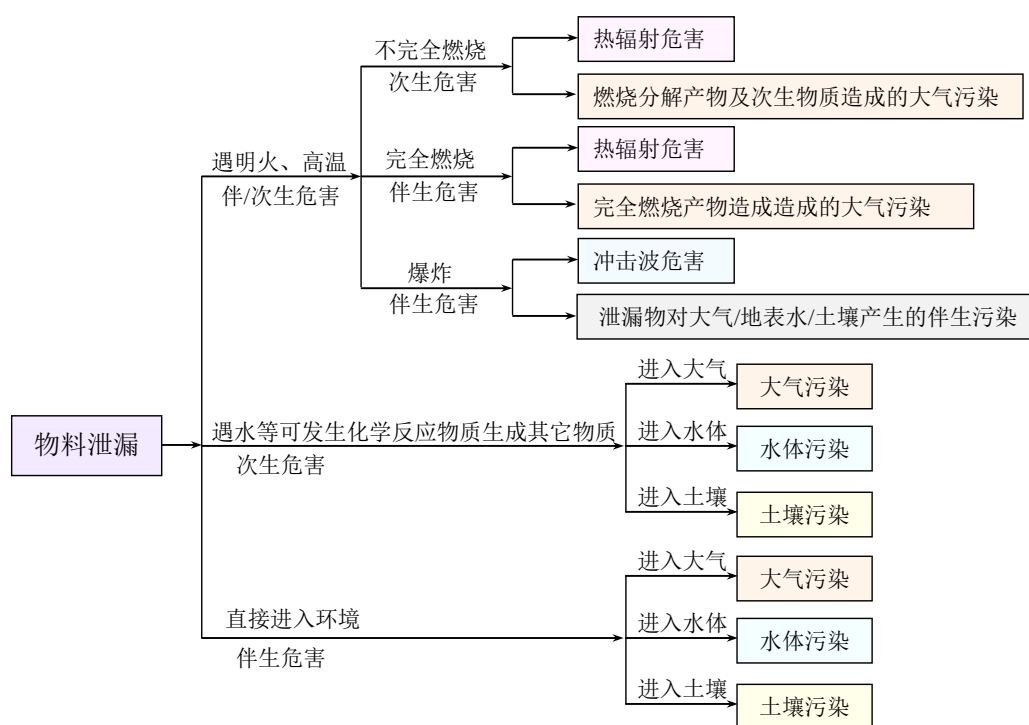 不完全燃烧
次生危害
热辐射危害
燃烧分解产物及次生物质造成的大气污染
遇明火、高温
伴/次生危害
完全燃烧
伴生危害
热辐射危害
完全燃烧产物造成造成的大气污染
爆炸
伴生危害
冲击波危害
泄漏物对大气/地表水/土壤产生的伴生污染
物料泄漏
遇水等可发生化学反应物质生成其它物质
次生危害
进入大气
大气污染
进入水体
水体污染
进入土壤
土壤污染
直接进入环境
伴生危害
进入大气
大气污染
进入水体
水体污染
进入土壤
土壤污染